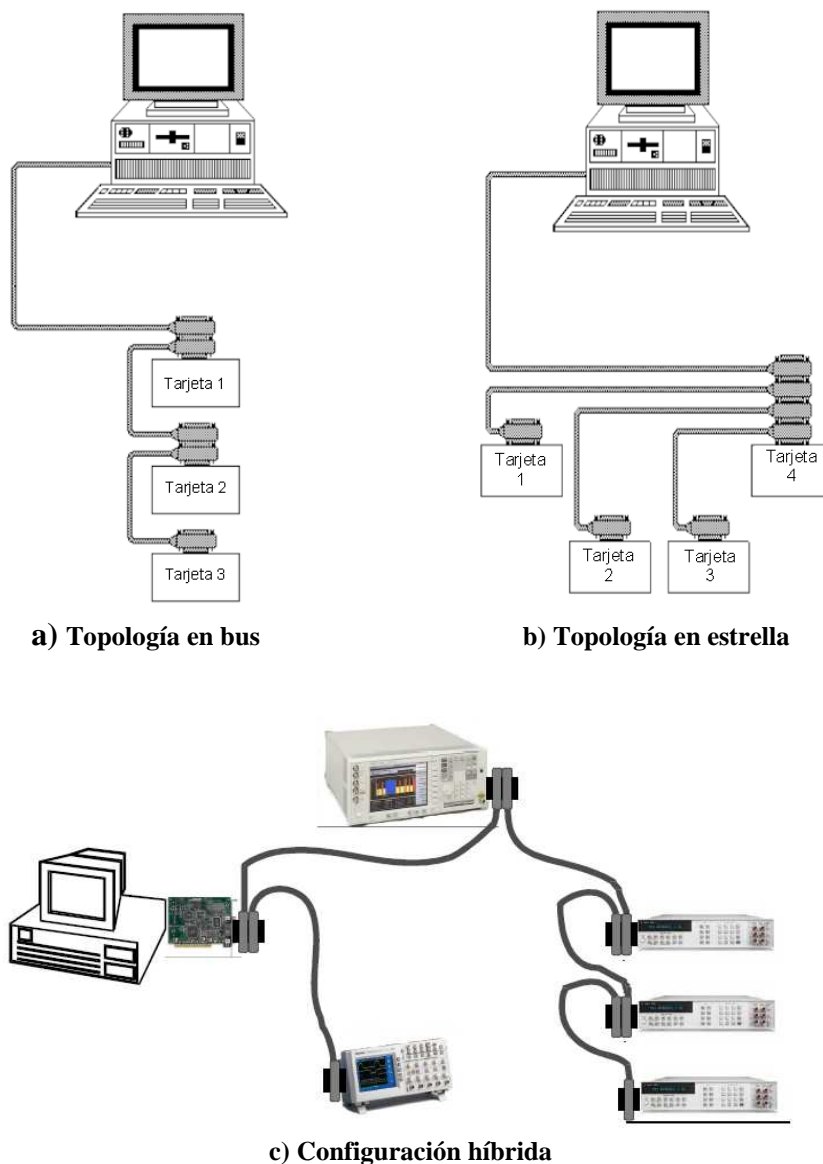 Tarjeta 1
Tarjeta 2
Tarjeta 3
a) Topología en bus
Tarjeta
1
Tarjeta
2
Tarjeta
3
Tarjeta
4
b) Topología en estrella
c) Configuración híbrida